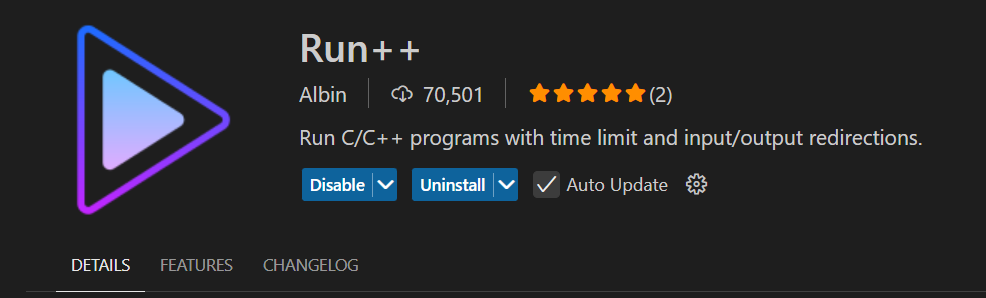 Run++
Albin 70,501 (2)
Run C/C++ programs with time limit and input/output redirections.
Disable Uninstall Auto Update
DETAILS FEATURES CHANGELOG